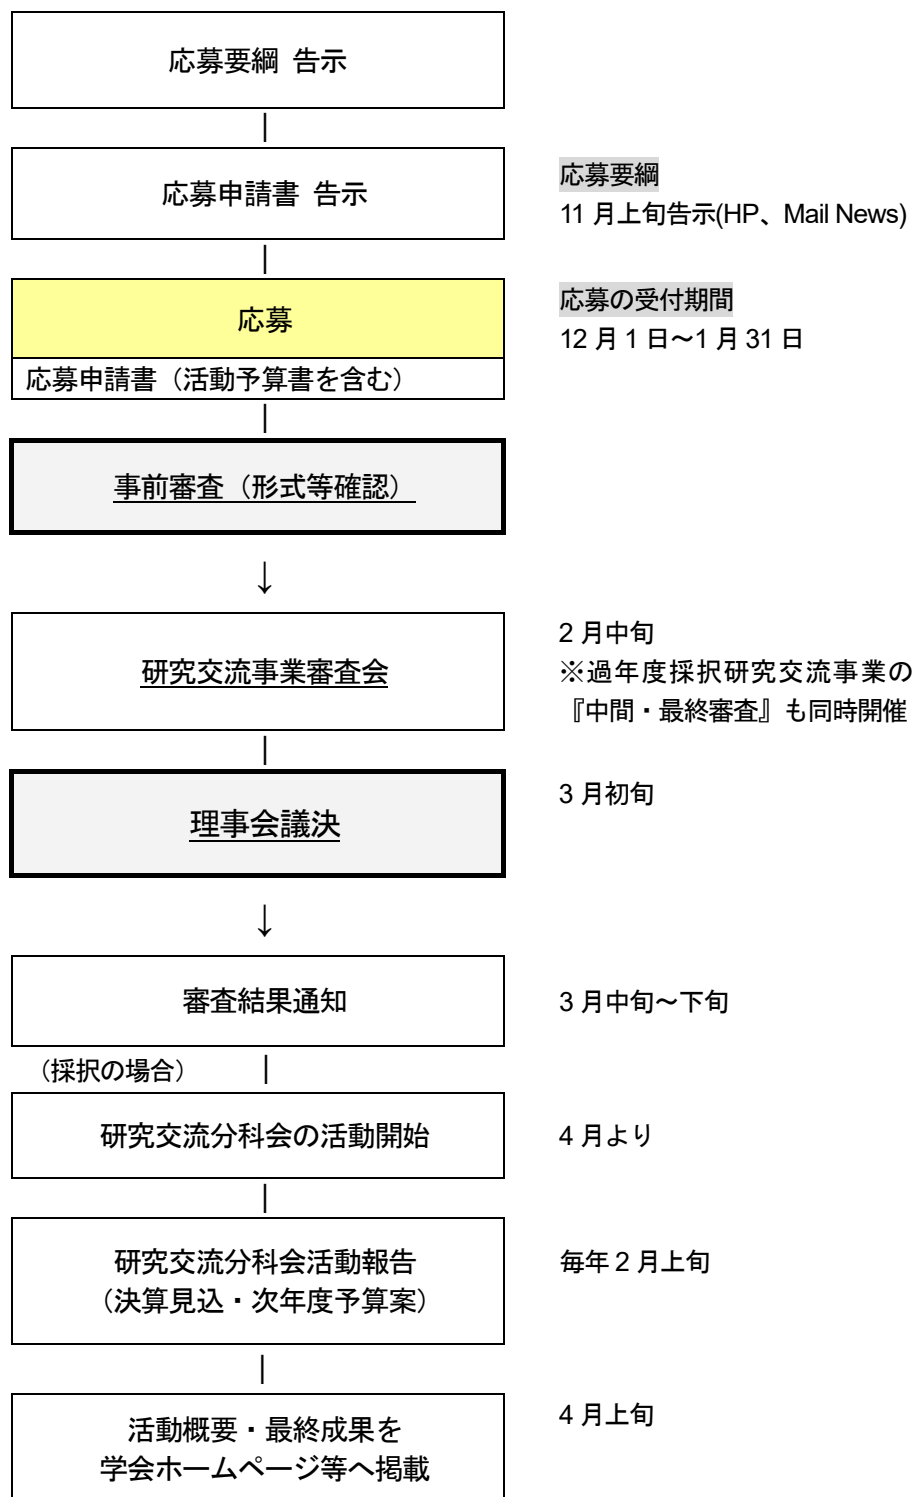 応募要綱 告示
|
応募申請書 告示
応募要綱
11月上旬告示(HP、Mail News)
|
応募
応募の受付期間
12月1日～1月31日
応募申請書（活動予算書を含む）
|
事前審査（形式等確認）
↓
研究交流事業審査会
2月中旬
※過年度採択研究交流事業の
『中間・最終審査』も同時開催
|
理事会議決
3月初旬
↓
審査結果通知
3月中旬～下旬
（採択の場合） |
研究交流分科会の活動開始
4月より
|
研究交流分科会活動報告
（決算見込・次年度予算案）
毎年2月上旬
|
活動概要・最終成果を
学会ホームページ等へ掲載
4月上旬